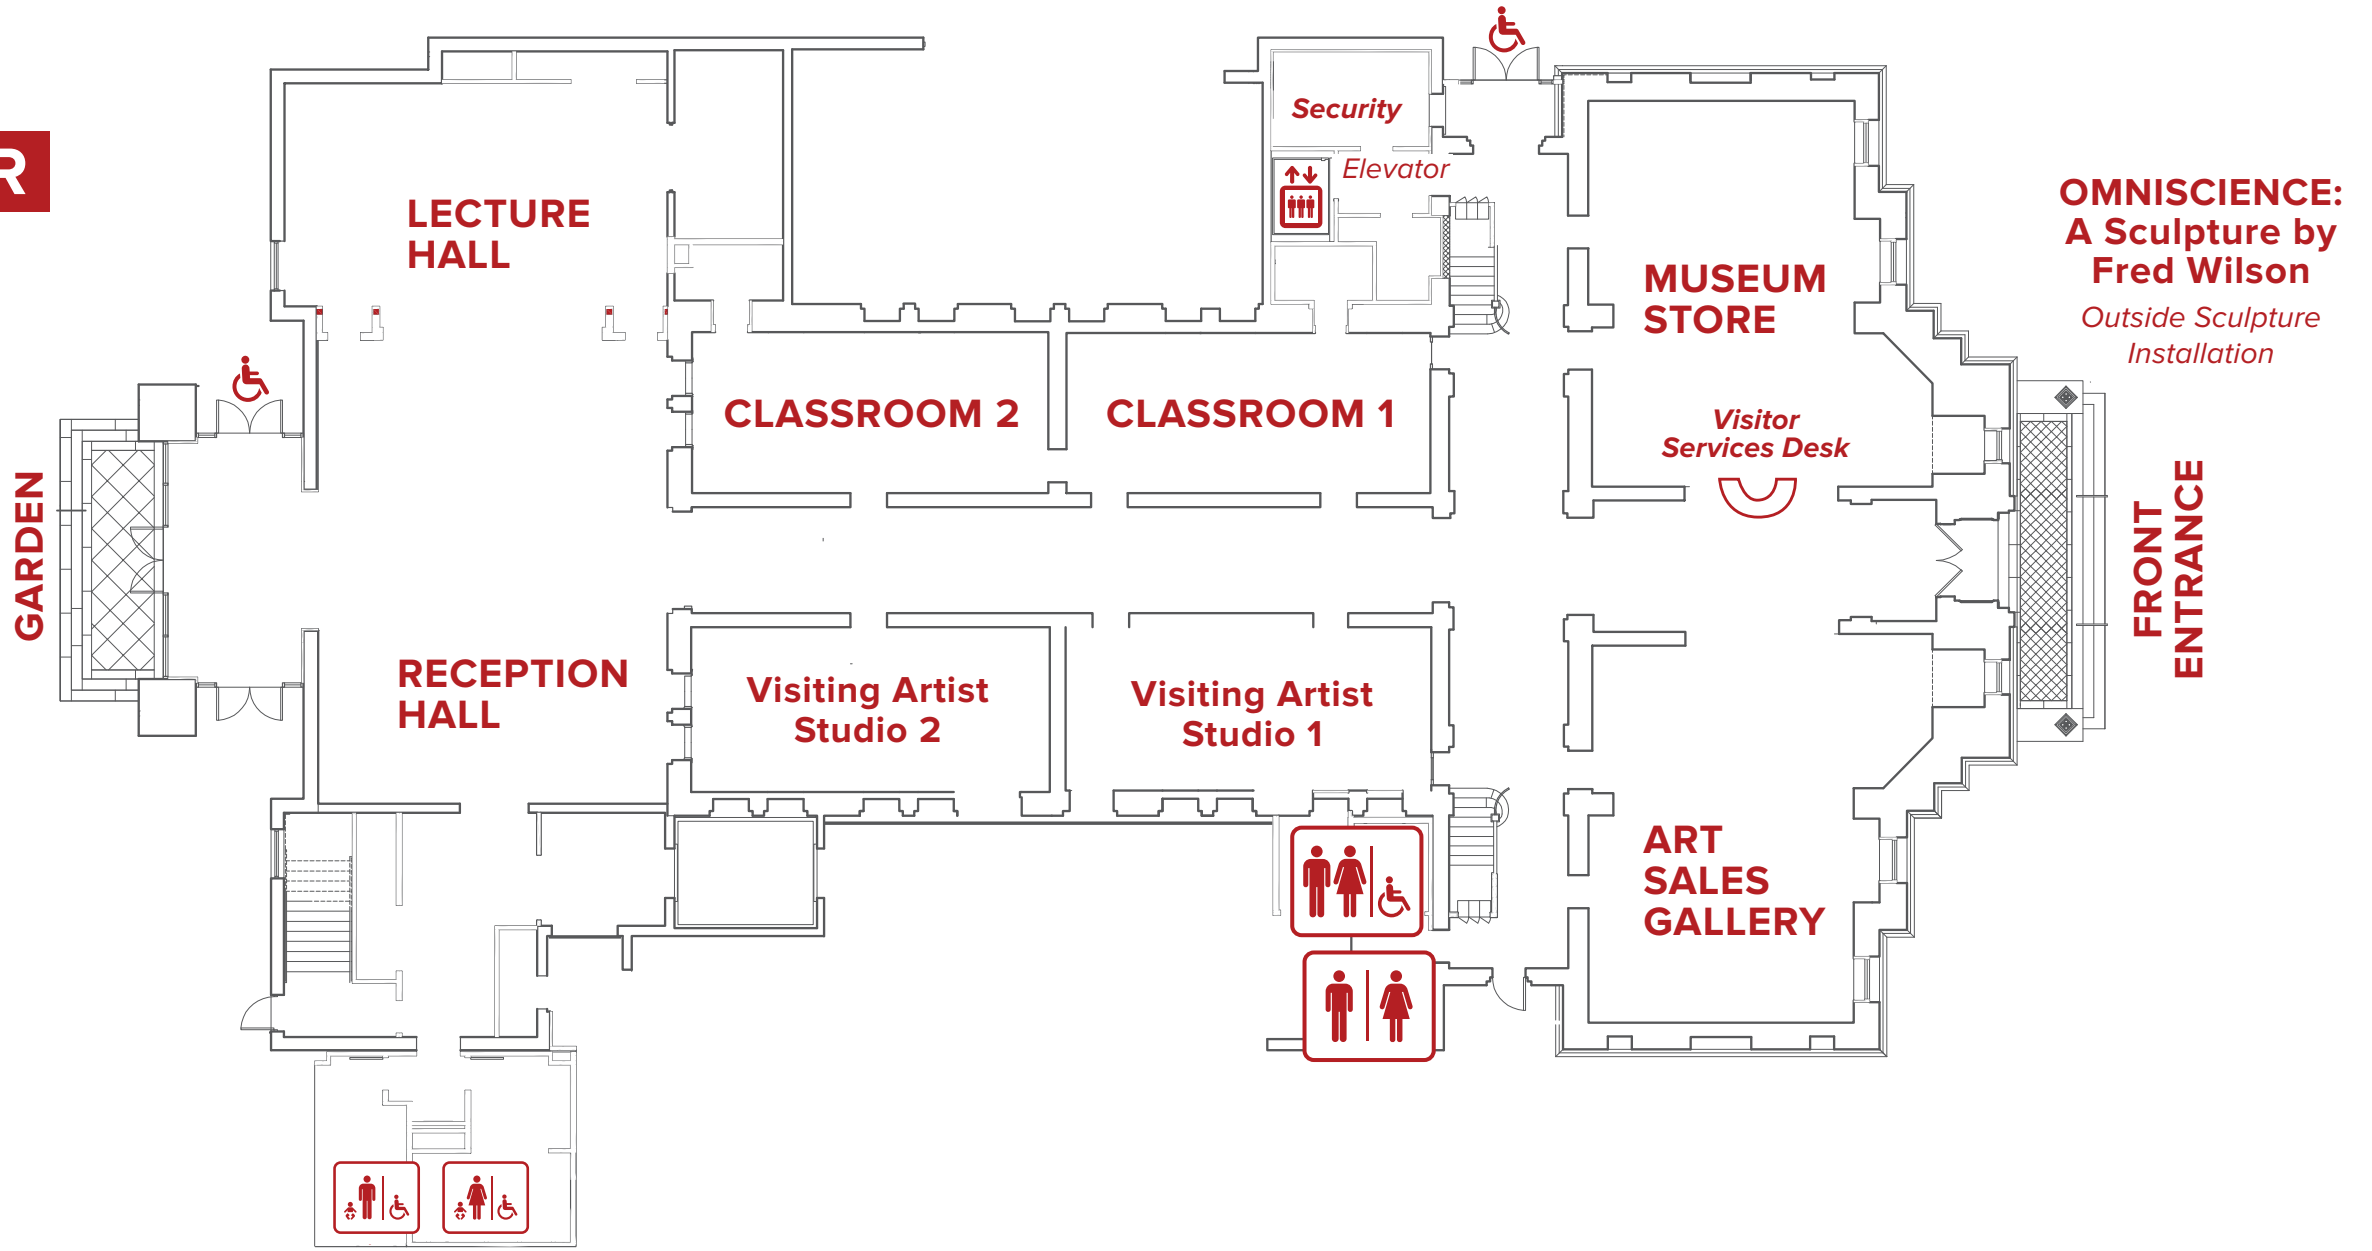 R
Security
Elevator
LECTURE
HALL
OMNISCIENCE:
A Sculpture by
Fred Wilson
Outside Sculpture
Installation
MUSEUM
STORE
CLASSROOM 2
CLASSROOM 1
Visitor
Services Desk
GARDEN
FRONT
ENTRANCE
RECEPTION
HALL
Visiting Artist
Studio 2
Visiting Artist
Studio 1
ART
SALES
GALLERY